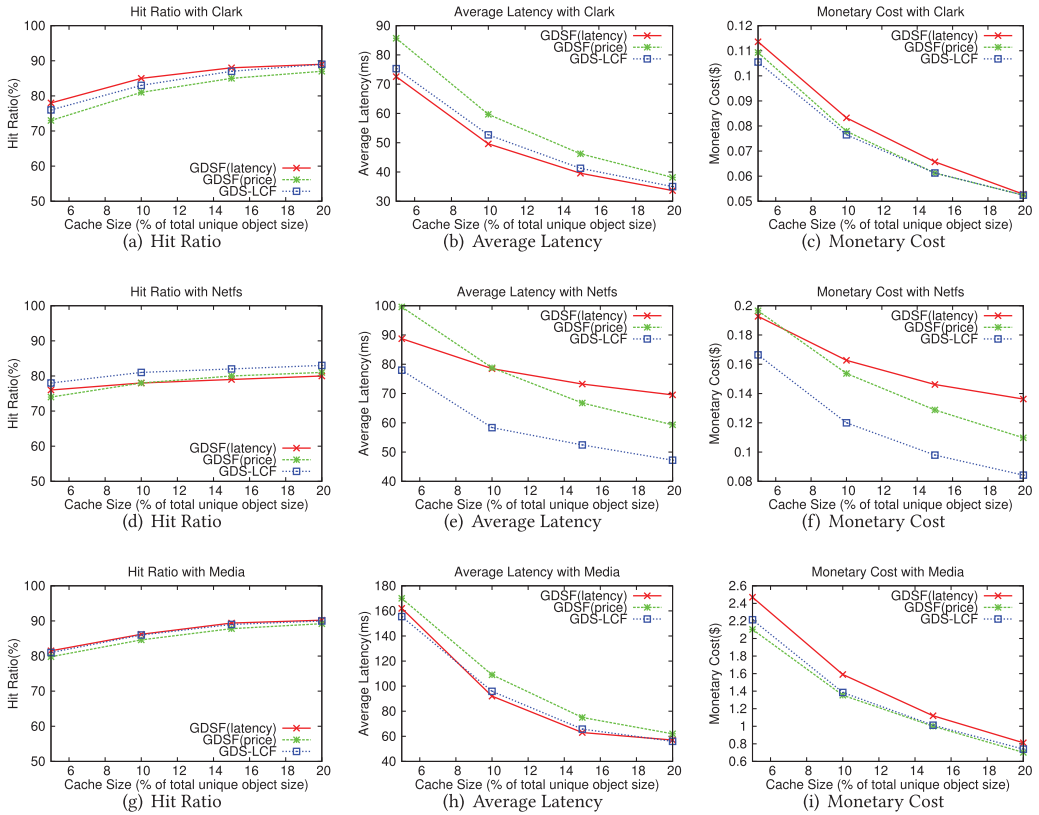 Hit Ratio with Clark
100
90
80
70
60
50
Hit Ratio(%)
GDSF(latency)
GDSF(price)
GDS-LCF
6 8 10 12 14 16 18 20
Cache Size (% of total unique object size)
(a) Hit Ratio
Average Latency with Clark
90
80
70
60
50
40
30
Average Latency(ms)
GDSF(latency)
GDSF(price)
GDS-LCF
6 8 10 12 14 16 18 20
Cache Size (% of total unique object size)
(b) Average Latency
Monetary Cost with Clark
0.12
0.11
0.1
0.09
0.08
0.07
0.06
0.05
Monetary Cost($)
GDSF(latency)
GDSF(price)
GDS-LCF
6 8 10 12 14 16 18 20
Cache Size (% of total unique object size)
(c) Monetary Cost
Hit Ratio with Netfs
100
90
80
70
60
50
Hit Ratio(%)
GDSF(latency)
GDSF(price)
GDS-LCF
6 8 10 12 14 16 18 20
Cache Size (% of total unique object size)
(d) Hit Ratio
Average Latency with Netfs
100
90
80
70
60
50
40
Average Latency(ms)
GDSF(latency)
GDSF(price)
GDS-LCF
6 8 10 12 14 16 18 20
Cache Size (% of total unique object size)
(e) Average Latency
Monetary Cost with Netfs
0.2
0.18
0.16
0.14
0.12
0.1
0.08
Monetary Cost($)
GDSF(latency)
GDSF(price)
GDS-LCF
6 8 10 12 14 16 18 20
Cache Size (% of total unique object size)
(f) Monetary Cost
Hit Ratio with Media
100
90
80
70
60
50
Hit Ratio(%)
GDSF(latency)
GDSF(price)
GDS-LCF
6 8 10 12 14 16 18 20
Cache Size (% of total unique object size)
(g) Hit Ratio
Average Latency with Media
180
160
140
120
100
80
60
40
Average Latency(ms)
GDSF(latency)
GDSF(price)
GDS-LCF
6 8 10 12 14 16 18 20
Cache Size (% of total unique object size)
(h) Average Latency
Monetary Cost with Media
2.6
2.4
2.2
2
1.8
1.6
1.4
1.2
1
0.8
0.6
Monetary Cost($)
GDSF(latency)
GDSF(price)
GDS-LCF
6 8 10 12 14 16 18 20
Cache Size (% of total unique object size)
(i) Monetary Cost